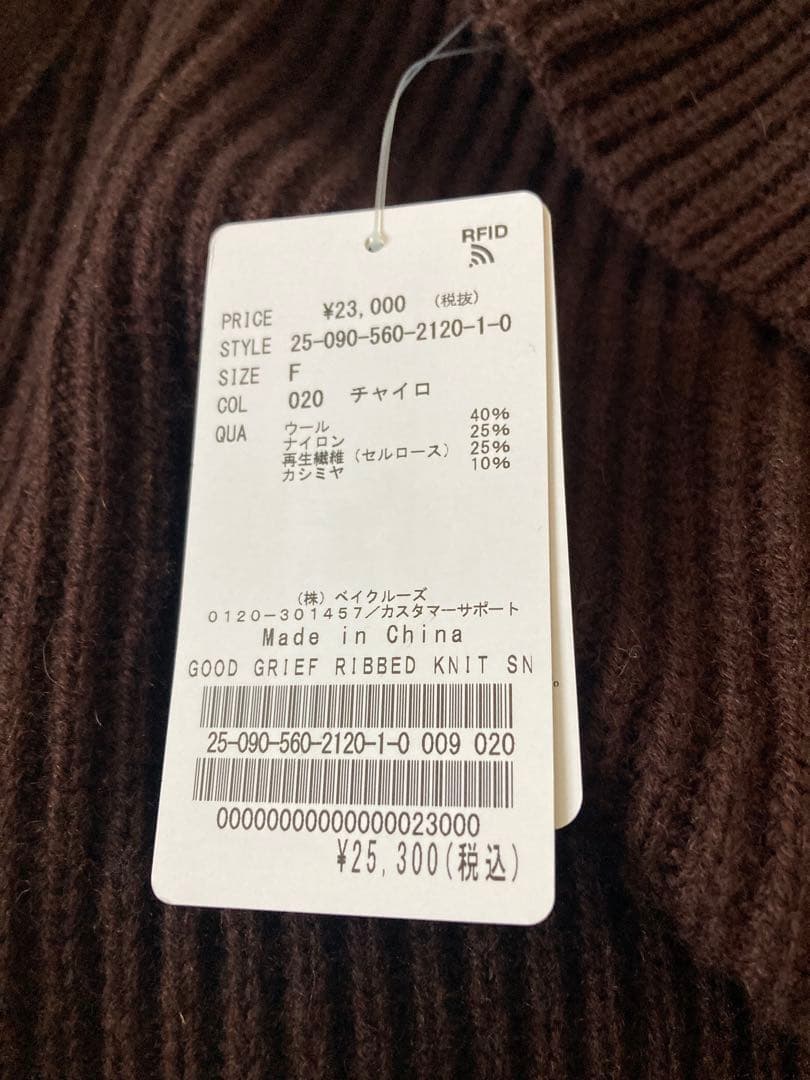 RFID
PRICE ¥23,000 (税抜)
STYLE 25-090-560-2120-1-0
SIZE F
COL 020 チャイロ
QUA ウール 40%
ナイロン 25%
再生繊維(セルロース) 25%
カシミヤ 10%
(株)ベイクルーズ
0120-301457/カスタマーサポート
Made in China
GOOD GRIEF RIBBED KNIT SN
25-090-560-2120-1-0 009 020
00000000000000023000
¥25,300(税込)